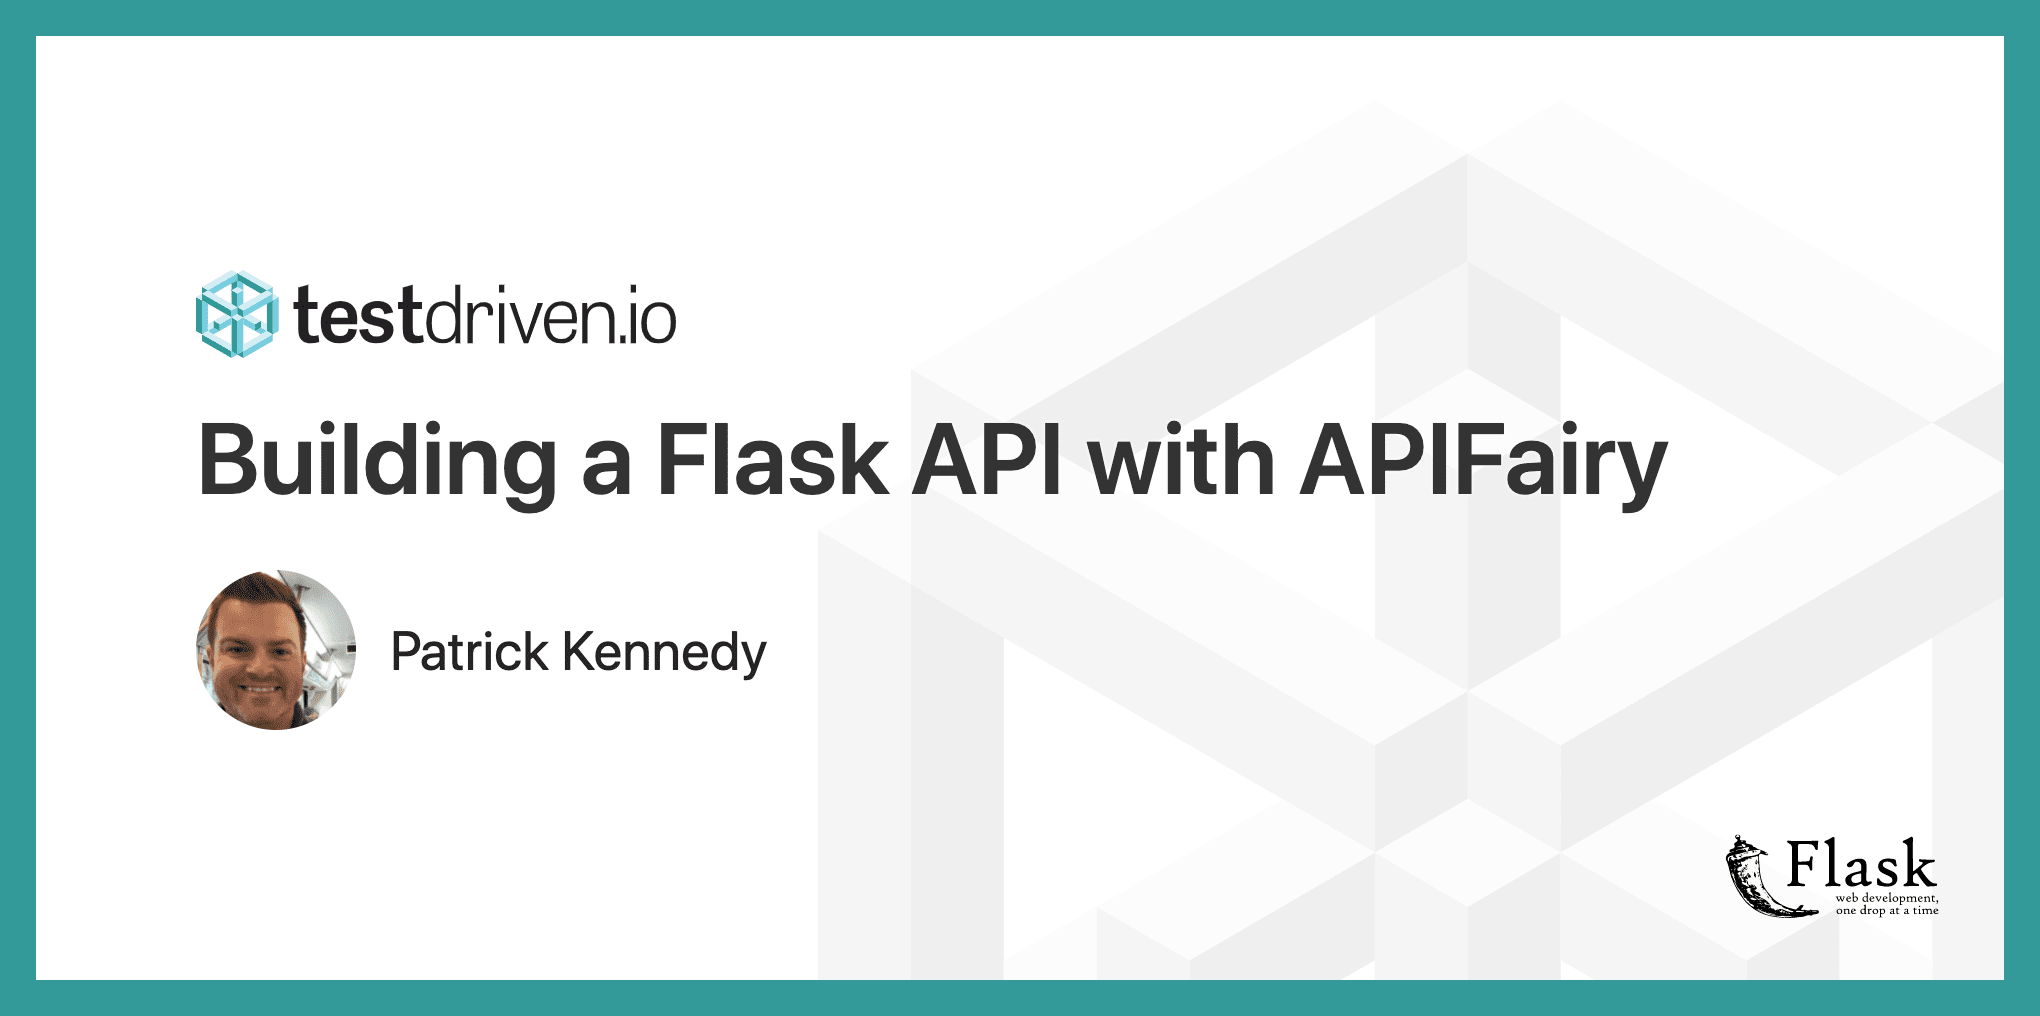 testdriven.io
Building a Flask API with APIFairy
Patrick Kennedy
Flask
web development,
one drop at a time